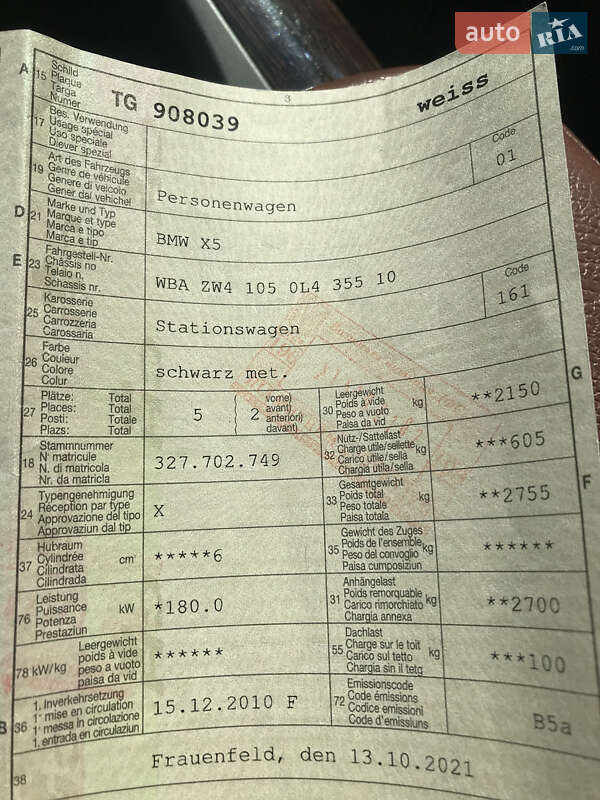 auto RIA .com
3
A 15 Schild
Plaque
Targa
Numer
TG 908039 weiss
17 Bes. Verwendung
Usage spécial
Uso speciale
Diever spezial
19 Art des Fahrzeugs
Genre de véhicule
Genere di veicolo
Gener dal vehichel
Personenwagen
Code
01
D 21 Marke und Typ
Marque et type
Marca e tipo
Marca e tip
BMW X5
E 23 Fahrgestell-Nr.
Châssis no
Telaio n.
Schassis nr.
WBA ZW4 105 0L4 355 10
25 Karosserie
Carrosserie
Carrozzeria
Carossaria
Stationswagen
Code
161
26 Farbe
Couleur
Colore
Colur
schwarz met.
27 Plätze: Total
Places: Total
Posti: Totale
Plazs: Total
5
2
vorne)
avant)
anteriori)
davant)
G
30 Leergewicht
Poids à vide
Peso a vuoto
Paisa da vid
kg
**2150
18 Stammnummer
N° matricule
N. di matricola
Nr. da matricla
327.702.749
32 Nutz-/Sattellast
Charge utile/sellette
Carico utile/sella
Chargia utila/sella
kg
***605
24 Typengenehmigung
Réception par type
Approvazione del tipo
Approvaziun dal tip
X
F
33 Gesamtgewicht
Poids total
Peso totale
Paisa totala
kg
**2755
37 Hubraum
Cylindrée
Cilindrata
Cilindrada
cm³
*****6
35 Gewicht des Zuges
Poids de l'ensemble
Peso del convoglio
Paisa cumposiziun
kg
******
76 Leistung
Puissance
Potenza
Prestaziun
kW
*180.0
31 Anhängelast
Poids remorquable
Carico rimorchiato
Chargia annexa
kg
**2700
78 kW/kg
Leergewicht
poids à vide
peso a vuoto
paisa da vid
******
55 Dachlast
Charge sur le toit
Carico sul tetto
Chargia sin il tetg
kg
***100
B 36 1. Inverkehrsetzung
1re mise en circulation
1a messa in circolazione
1. entrada en circulaziun
15.12.2010 F
72 Emissionscode
Code émissions
Codice emissioni
Code d'emissiuns
B5a
38
Frauenfeld, den 13.10.2021